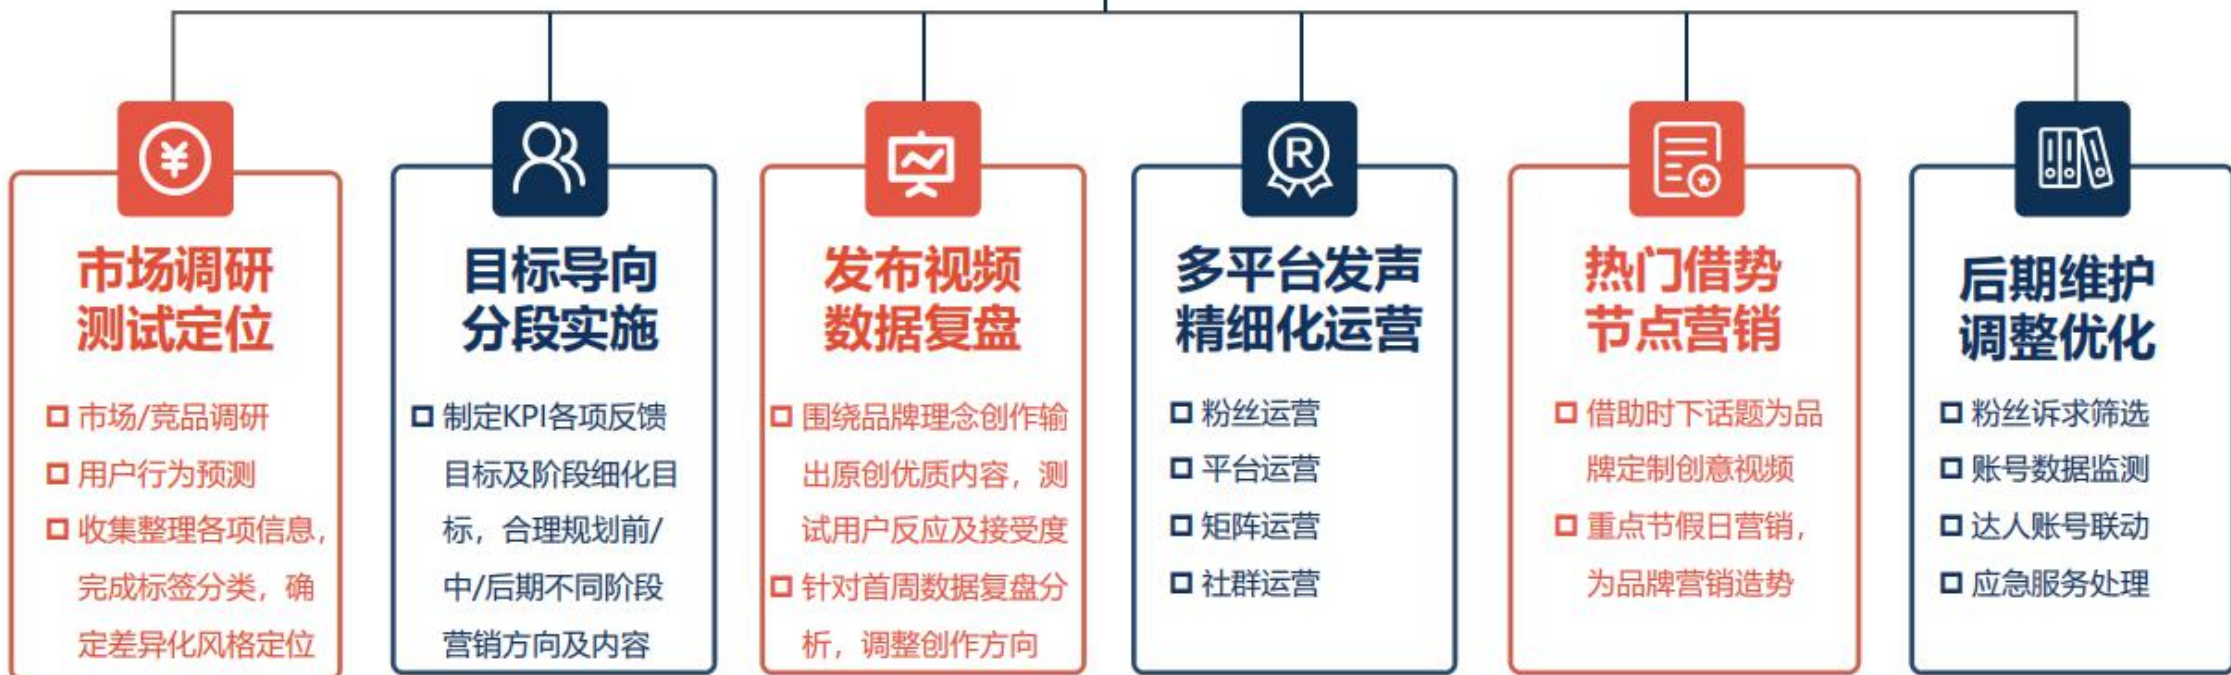 市场调研
测试定位
市场/竞品调研
用户行为预测
收集整理各项信息，
完成标签分类，确
定差异化风格定位
目标导向
分段实施
制定KPI各项反馈
目标及阶段细化目
标，合理规划前/
中/后期不同阶段
营销方向及内容
发布视频
数据复盘
围绕品牌理念创作输
出原创优质内容，测
试用户反应及接受度
针对首周数据复盘分
析，调整创作方向
R
多平台发声
精细化运营
粉丝运营
平台运营
矩阵运营
社群运营
热门借势
节点营销
借助时下话题为品
牌定制创意视频
重点节假日营销，
为品牌营销造势
后期维护
调整优化
粉丝诉求筛选
账号数据监测
达人账号联动
应急服务处理